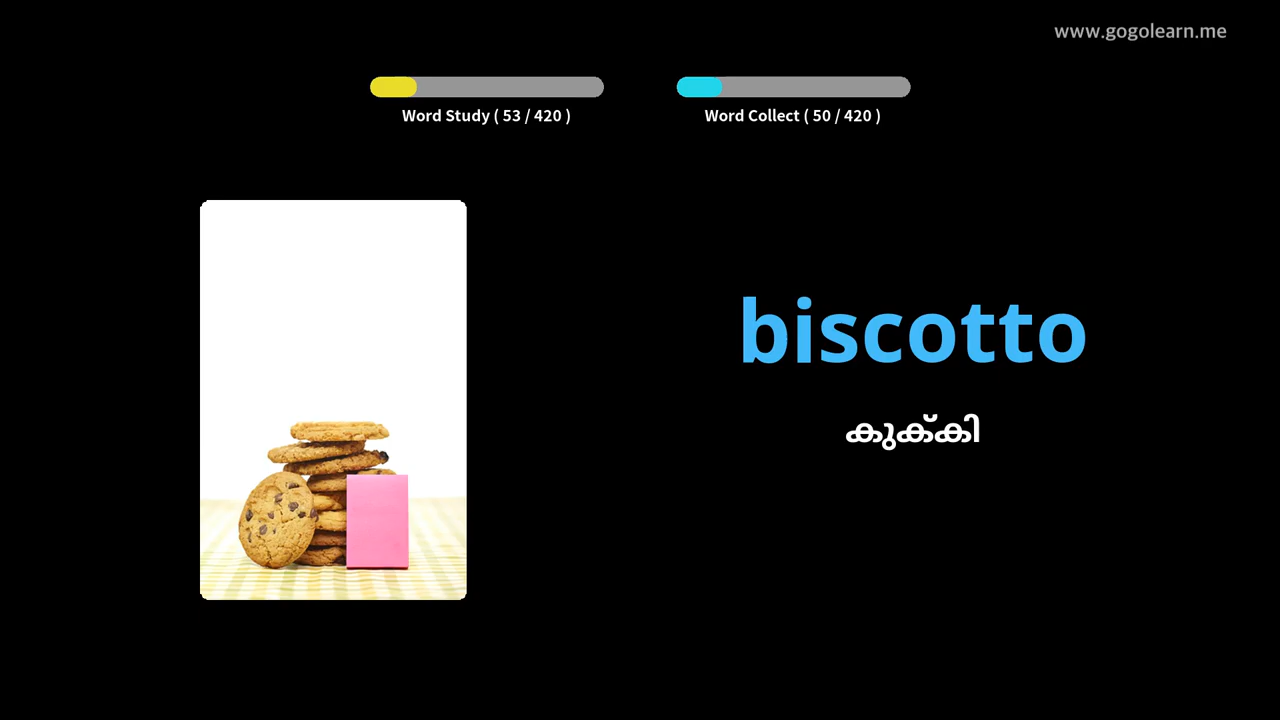 www.gogolearn.me
Word Study ( 53 / 420 )
Word Collect ( 50 / 420 )
biscotto
കുക്കി